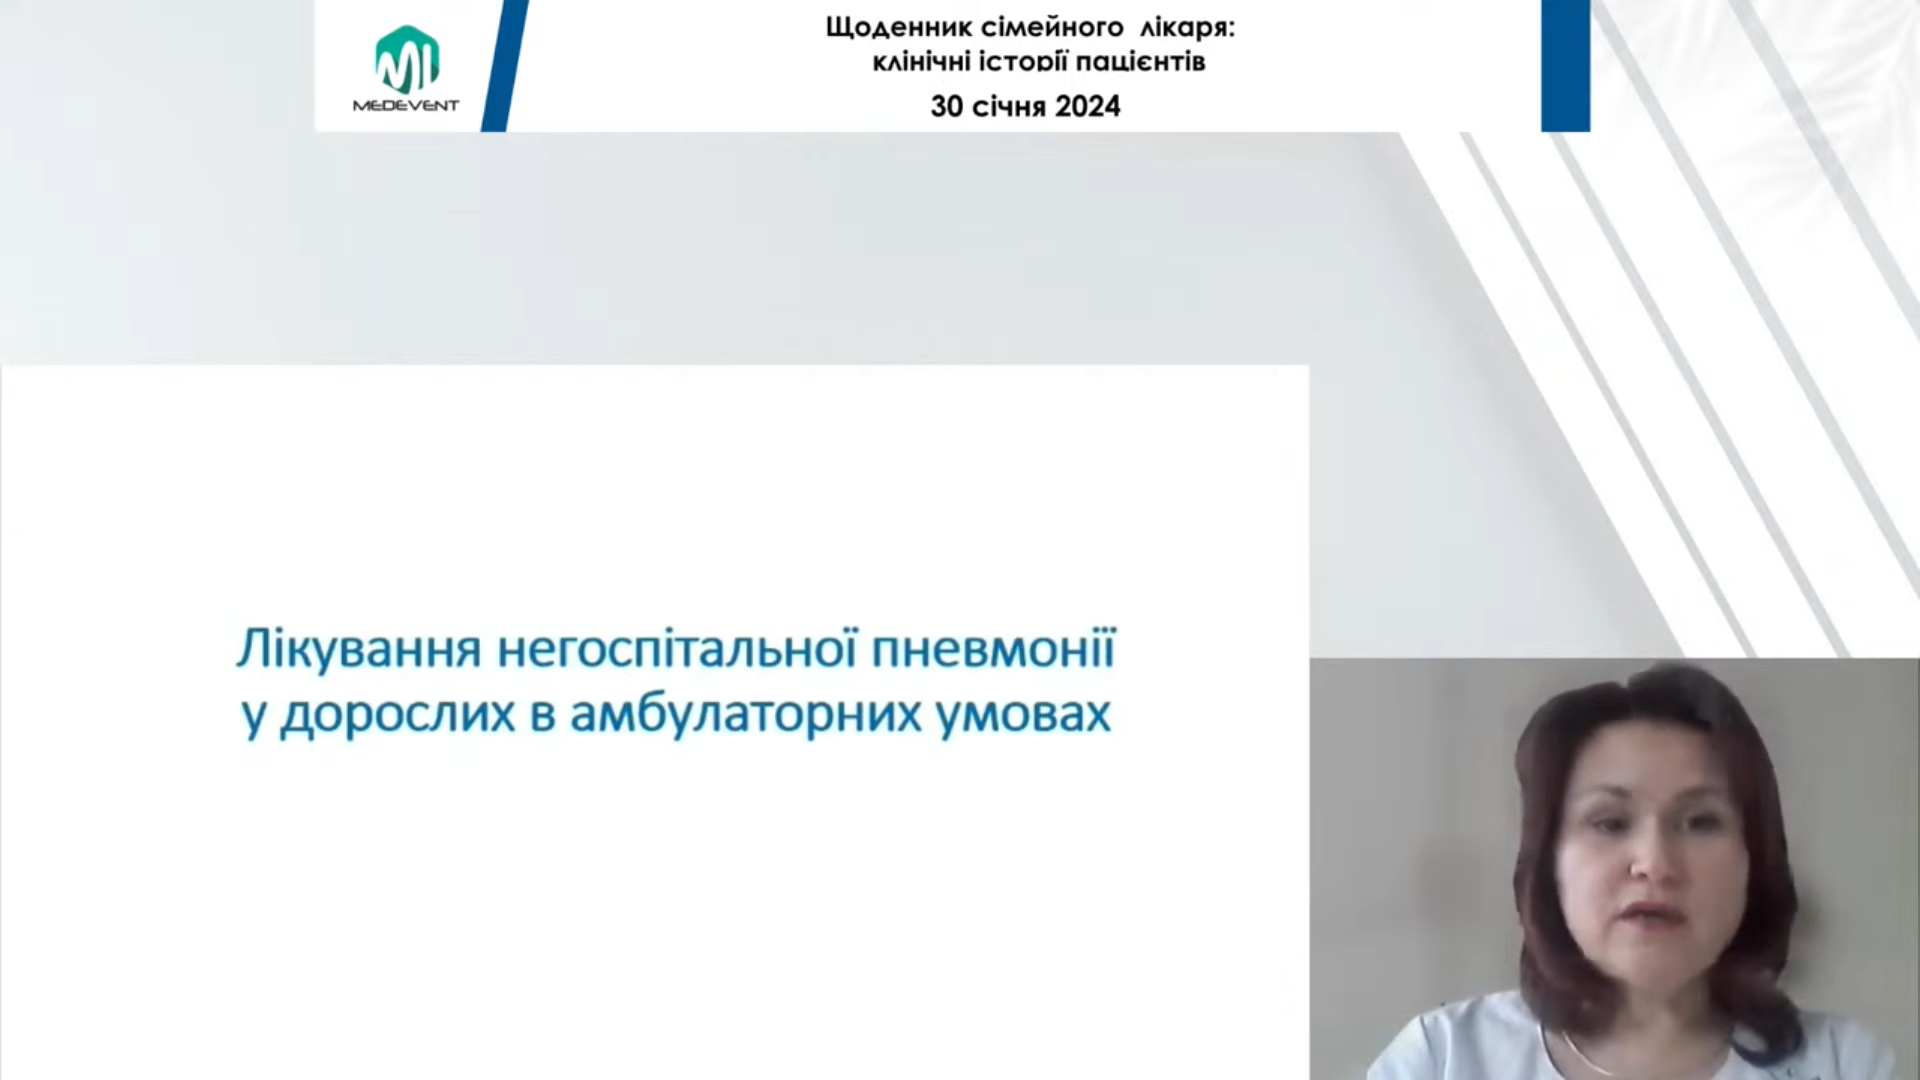 MEDEVENT
Щоденник сімейного лікаря:
клінічні історії пацієнтів
30 січня 2024
Лікування негоспітальної пневмонії
у дорослих в амбулаторних умовах